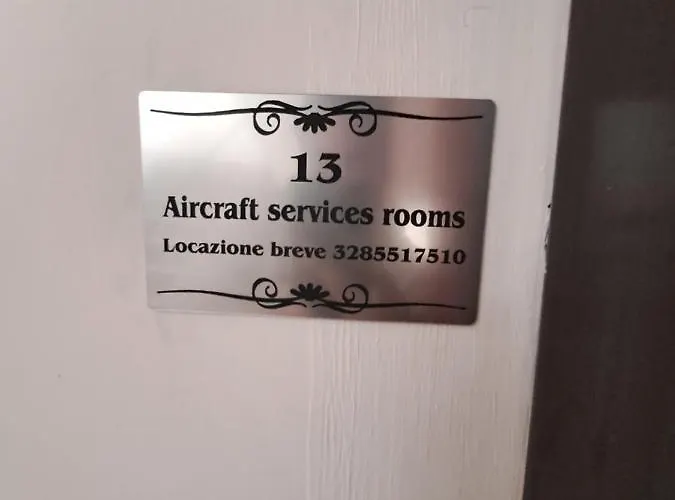 13
Aircraft services rooms
Locazione breve 3285517510